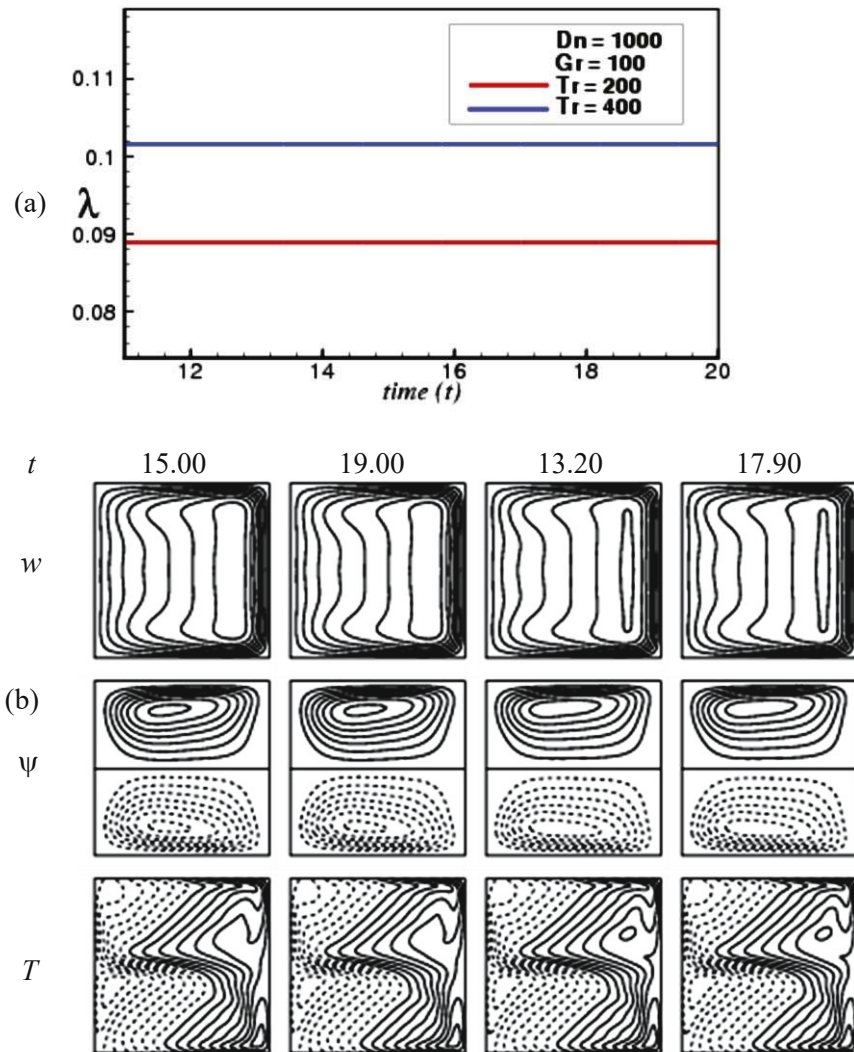 Dn = 1000
Gr = 100
Tr = 200
Tr = 400
0.11
0.1
(a) λ
0.09
0.08
12 14 16 18 20
time (t)
t 15.00 19.00 13.20 17.90
w
(b)
ψ
T